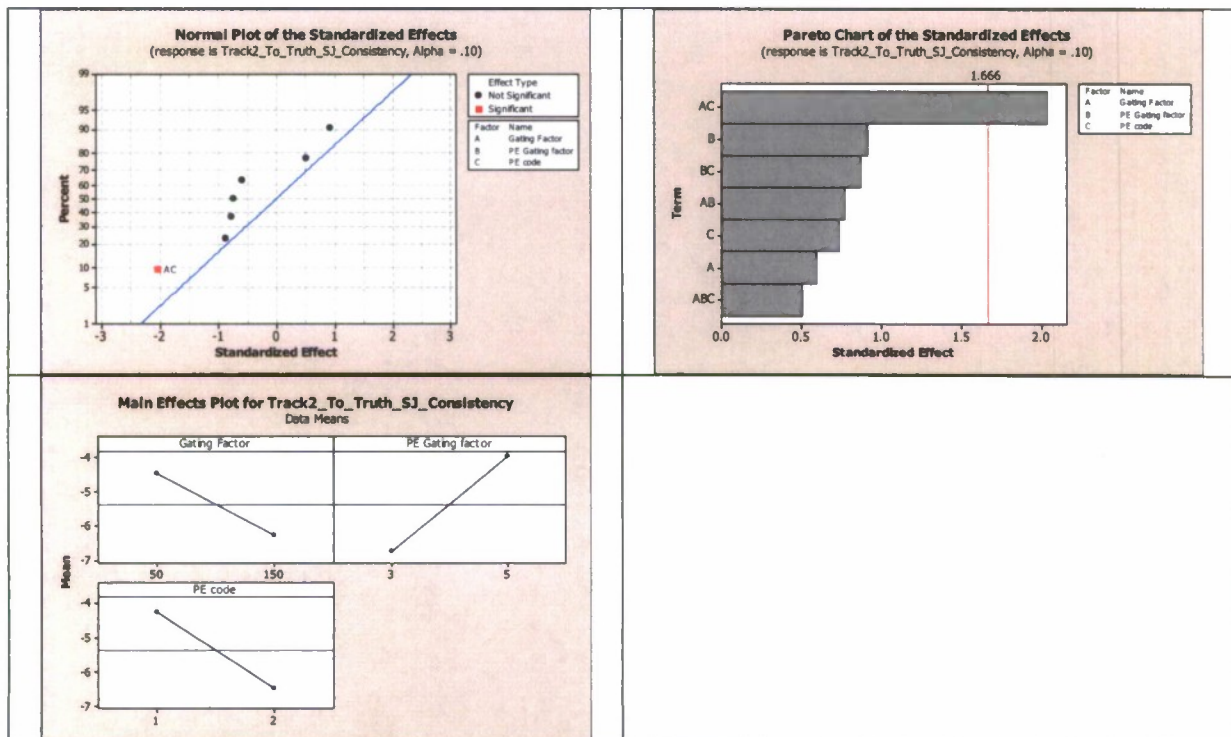 Normal Plot of the Standardized Effects
(response is Track2_To_Truth_SJ_Consistency, Alpha = .10)
99
95
90
80
70
60
50
40
30
20
10
5
1
Percent
AC
-3 -2 -1 0 1 2 3
Standardized Effect
Effect Type
Not Significant
Significant
Factor Name
A Gating Factor
B PE Gating factor
C PE code
Pareto Chart of the Standardized Effects
(response is Track2_To_Truth_SJ_Consistency, Alpha = .10)
1.666
Term
AC
B
BC
AB
C
A
ABC
0.0 0.5 1.0 1.5 2.0
Standardized Effect
Factor Name
A Gating Factor
B PE Gating factor
C PE code
Main Effects Plot for Track2_To_Truth_SJ_Consistency
Data Means
Gating Factor PE Gating factor
-4
-5
-6
-7
50 150 3 5
Mean
PE code
-4
-5
-6
-7
1 2